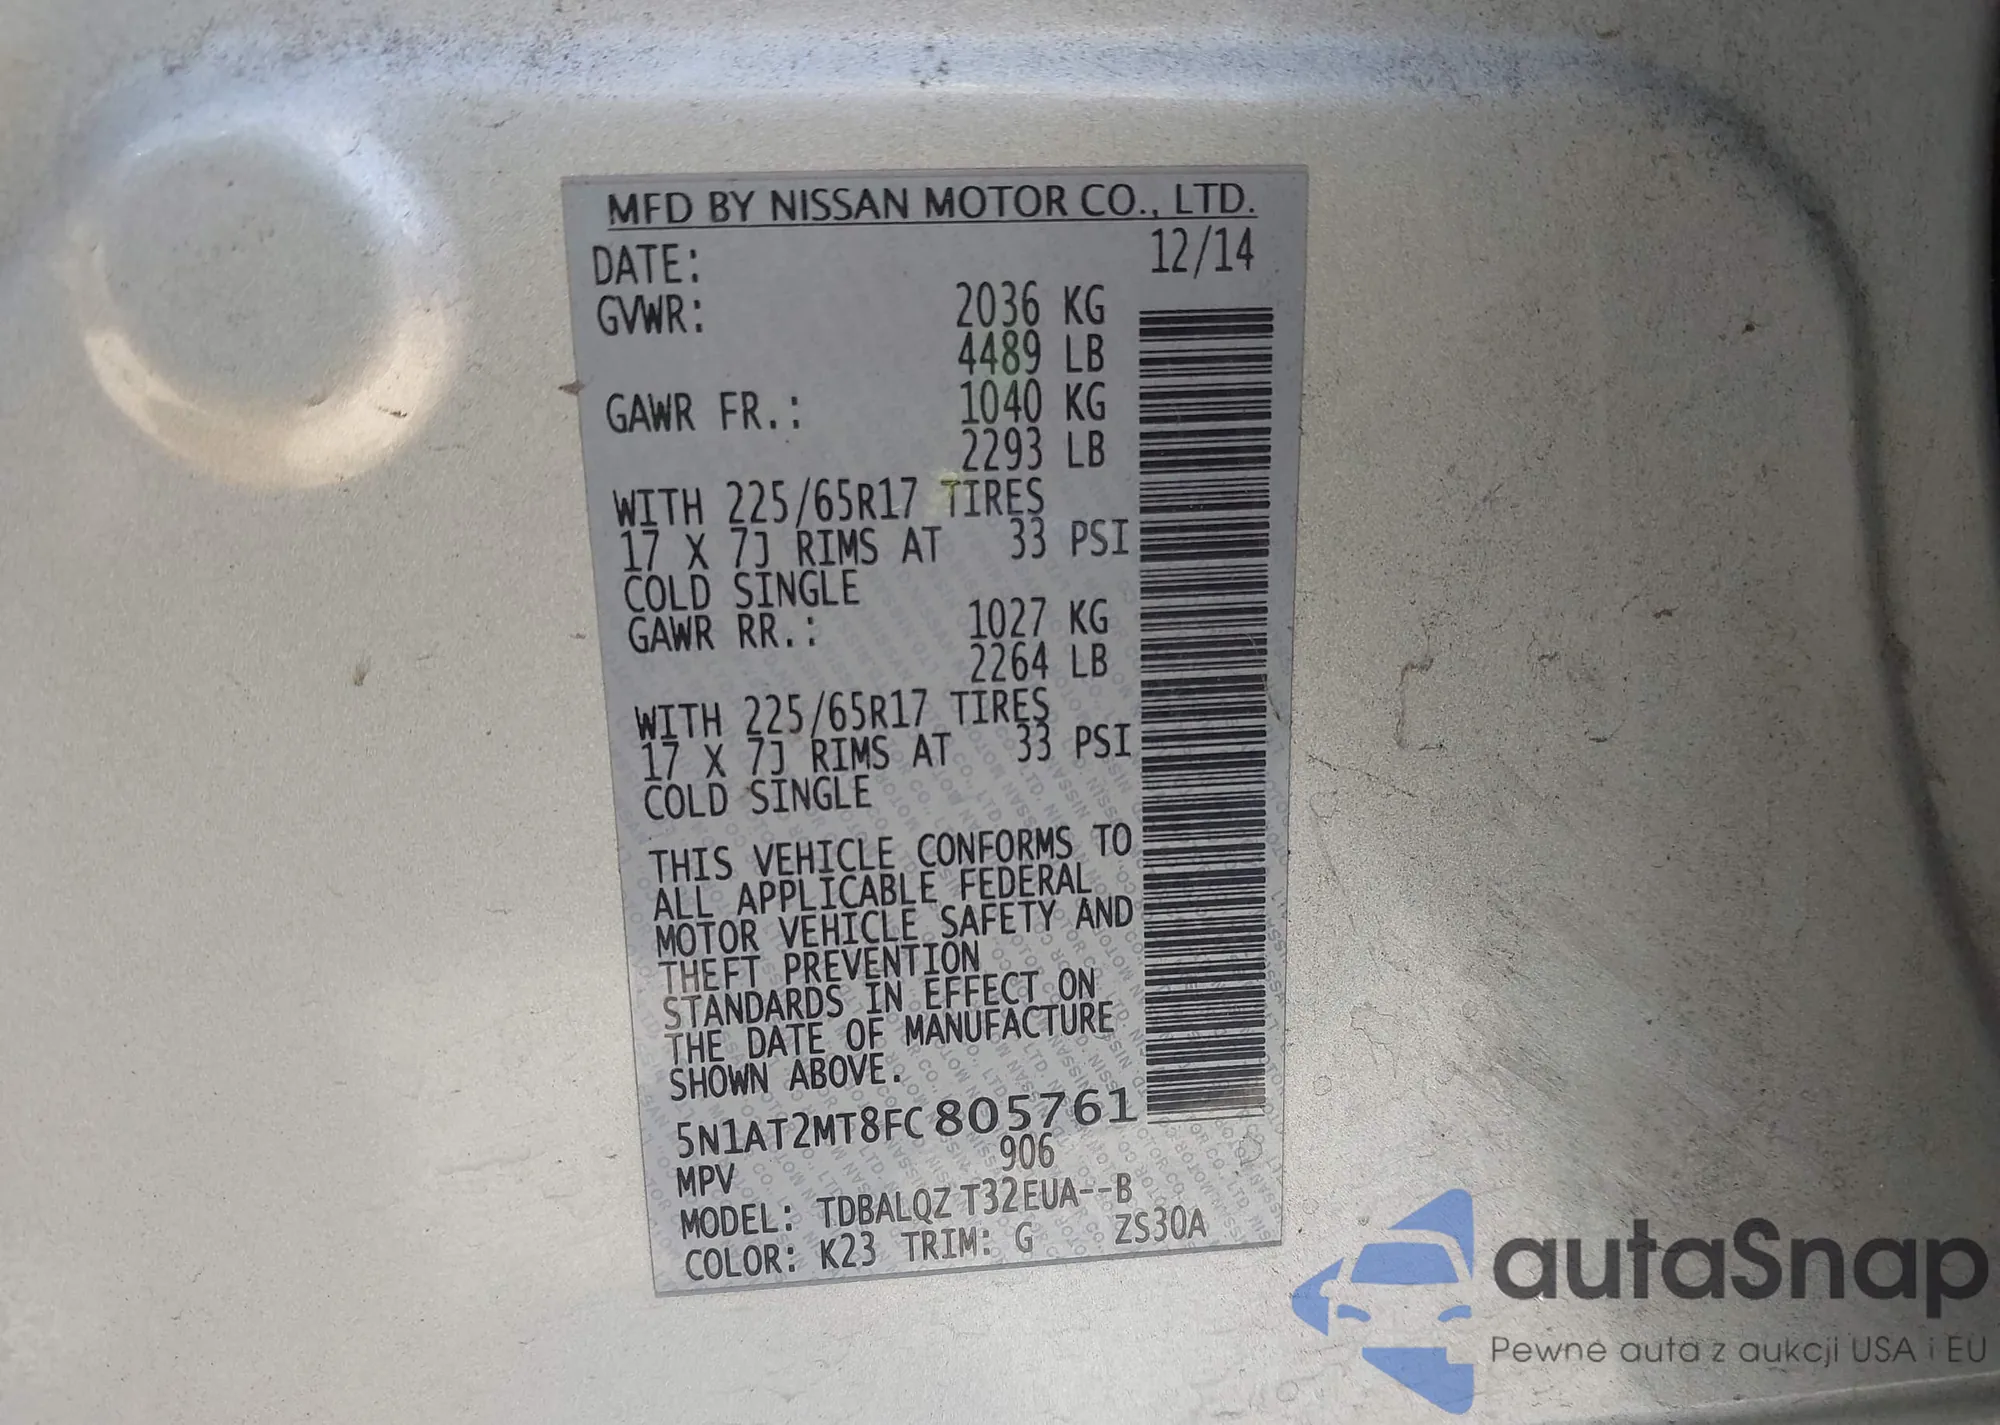 MFD BY NISSAN MOTOR CO., LTD.
DATE: 12/14
GVWR: 2036 KG
4489 LB
GAWR FR.: 1040 KG
2293 LB
WITH 225/65R17 TIRES
17 X 7J RIMS AT 33 PSI
COLD SINGLE
GAWR RR.: 1027 KG
2264 LB
WITH 225/65R17 TIRES
17 X 7J RIMS AT 33 PSI
COLD SINGLE
THIS VEHICLE CONFORMS TO
ALL APPLICABLE FEDERAL
MOTOR VEHICLE SAFETY AND
THEFT PREVENTION
STANDARDS IN EFFECT ON
THE DATE OF MANUFACTURE
SHOWN ABOVE.
5N1AT2MT8FC805761
906
MPV
MODEL: TDBALQZ T32EUA--B
COLOR: K23 TRIM: G ZS30A
autaSnap
Pewne auta z aukcji USA i EU